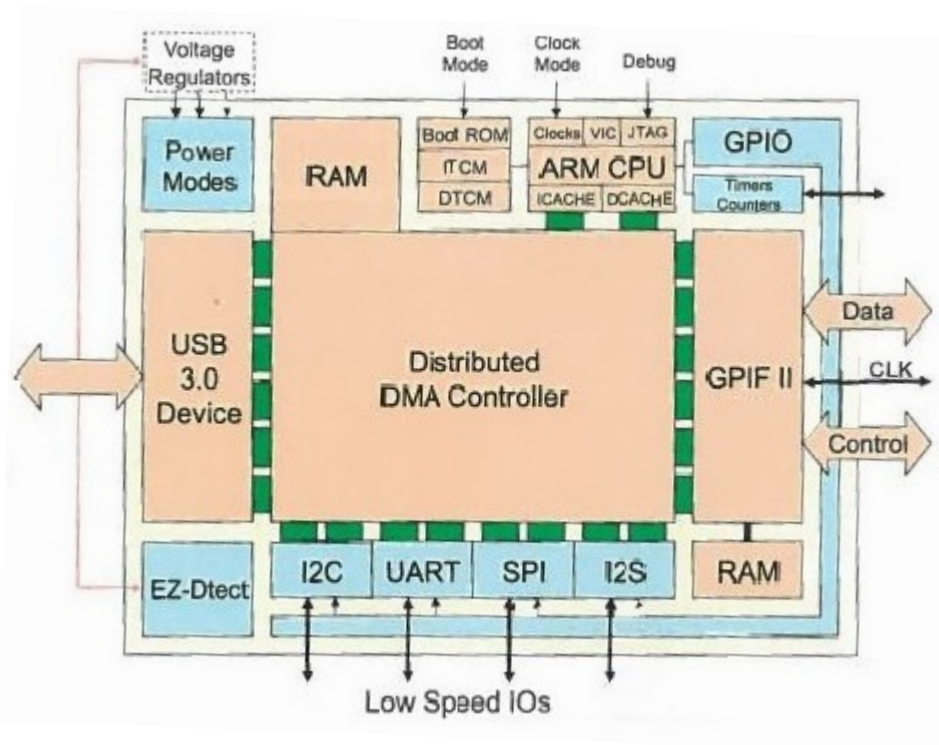 Voltage
Regulators
Boot
Mode
Clock
Mode
Debug
Power
Modes
RAM
Boot ROM
ITCM
DTCM
Clocks
VIC
JTAG
ARM CPU
ICACHE
DCACHE
GPIO
Timers
Counters
USB
3.0
Device
Distributed
DMA Controller
GPIF II
Data
CLK
Control
EZ-Dtect
I2C
UART
SPI
I2S
RAM
Low Speed IOs